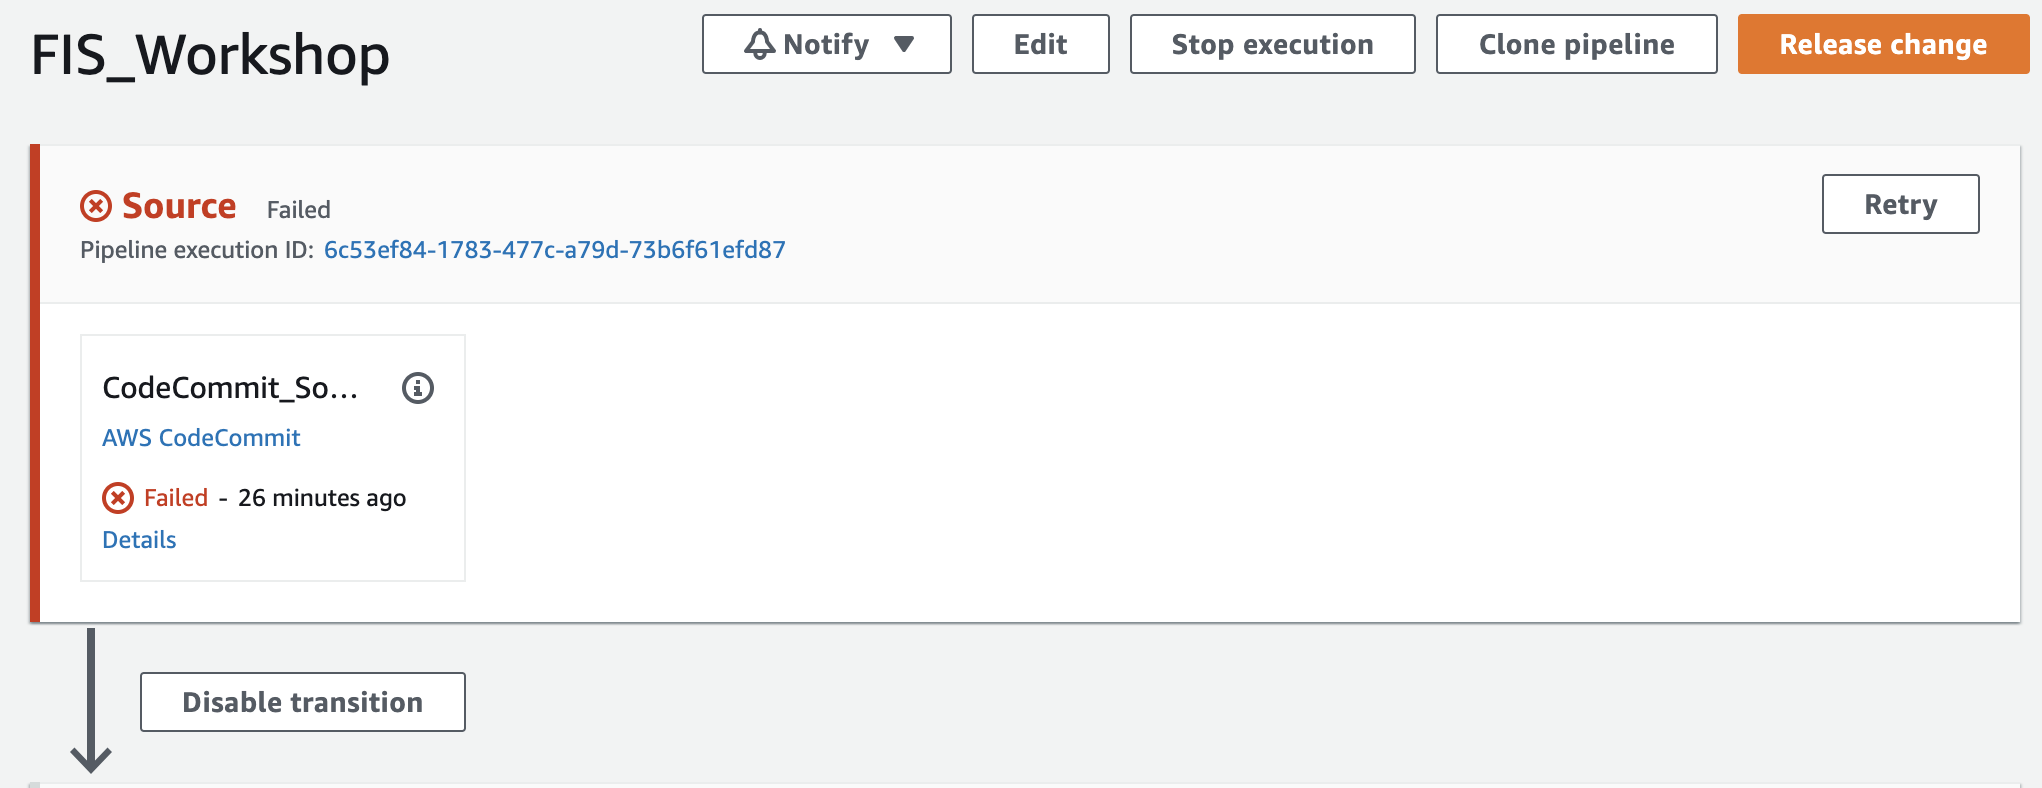 FIS_Workshop
Notify
Edit
Stop execution
Clone pipeline
Release change
Source Failed
Retry
Pipeline execution ID: 6c53ef84-1783-477c-a79d-73b6f61efd87
CodeCommit_So...
AWS CodeCommit
Failed - 26 minutes ago
Details
Disable transition